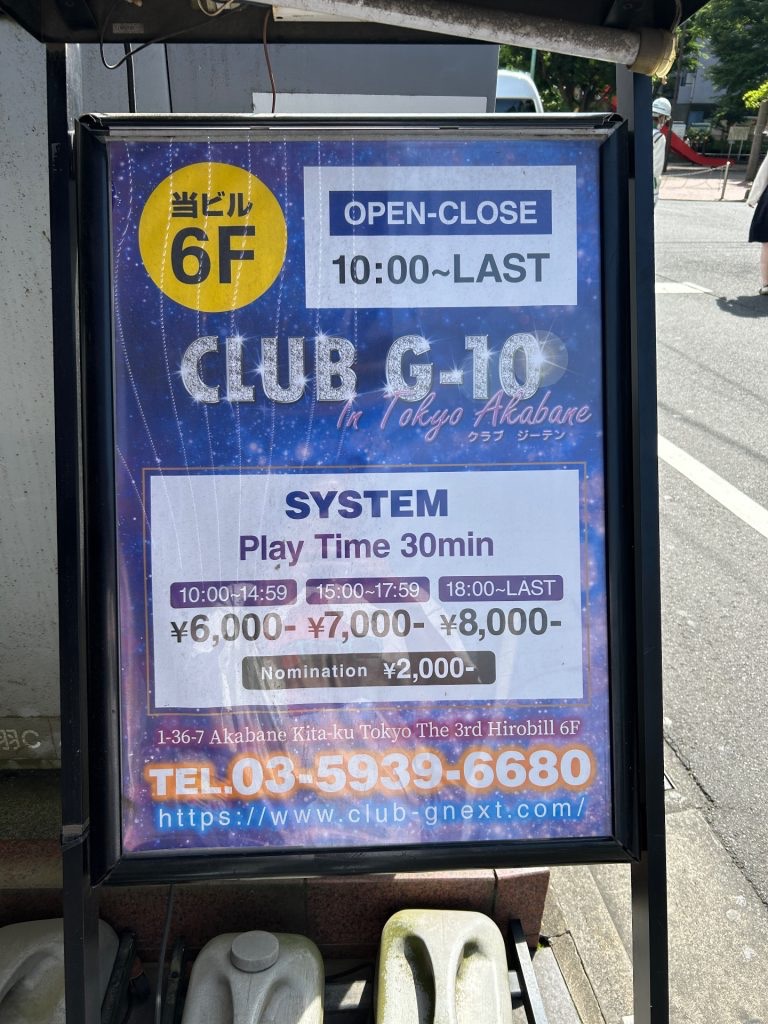 当ビル
6F
OPEN-CLOSE
10:00~LAST
CLUB G-10
In Tokyo Akabane
クラブ ジーテン
SYSTEM
Play Time 30min
10:00~14:59 15:00~17:59 18:00~LAST
¥6,000- ¥7,000- ¥8,000-
Nomination ¥2,000-
1-36-7 Akabane Kita-ku Tokyo The 3rd Hirobill 6F
TEL.03-5939-6680
https://www.club-gnext.com/